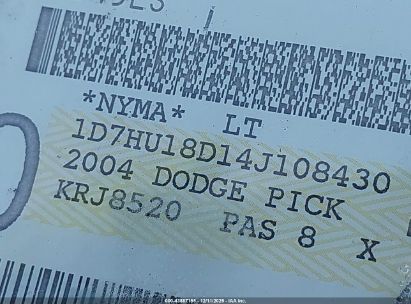 *NYMA* LT
1D7HU18D14J108430
2004 DODGE PICK
KRJ8520 PAS 8 X